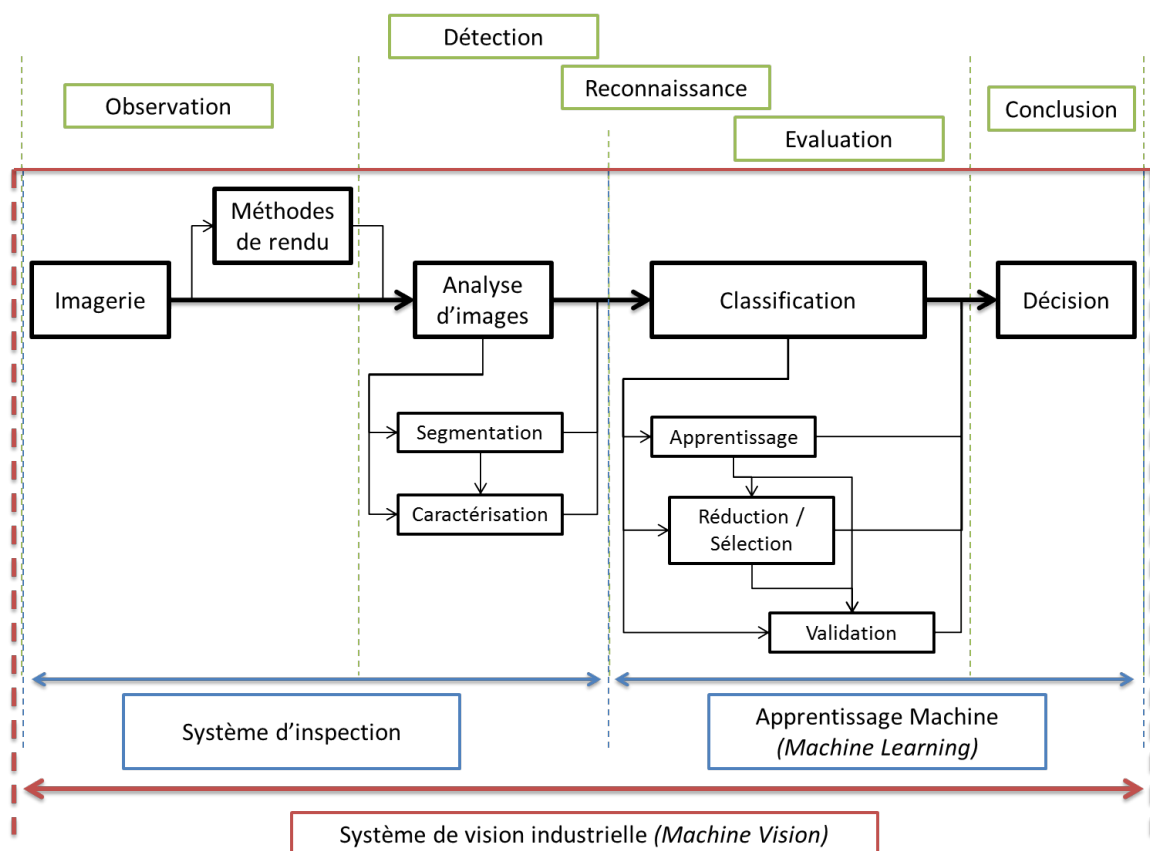 Détection
Reconnaissance
Observation
Conclusion
Evaluation
Méthodes
de rendu
Imagerie
Analyse
d’images
Classification
Décision
Segmentation
Apprentissage
Caractérisation
Réduction /
Sélection
Validation
Système d’inspection
Apprentissage Machine
(Machine Learning)
Système de vision industrielle (Machine Vision)